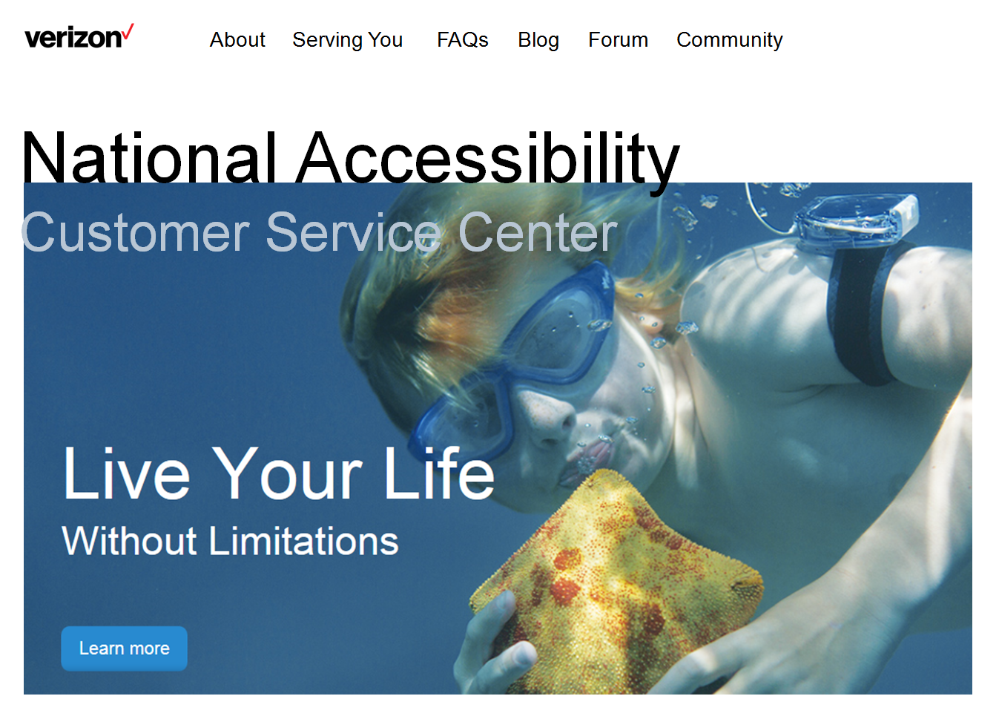 verizon
About Serving You FAQs Blog Forum Community
National Accessibility
Customer Service Center
Live Your Life
Without Limitations
Learn more